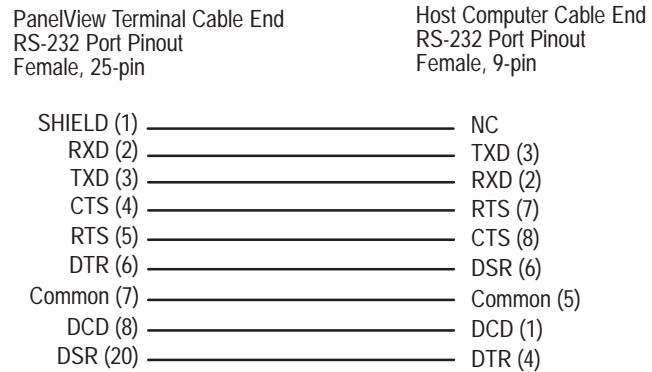 PanelView Terminal Cable End
RS-232 Port Pinout
Female, 25-pin
Host Computer Cable End
RS-232 Port Pinout
Female, 9-pin
SHIELD (1) NC
RXD (2) TXD (3)
TXD (3) RXD (2)
CTS (4) RTS (7)
RTS (5) CTS (8)
DTR (6) DSR (6)
Common (7) Common (5)
DCD (8) DCD (1)
DSR (20) DTR (4)